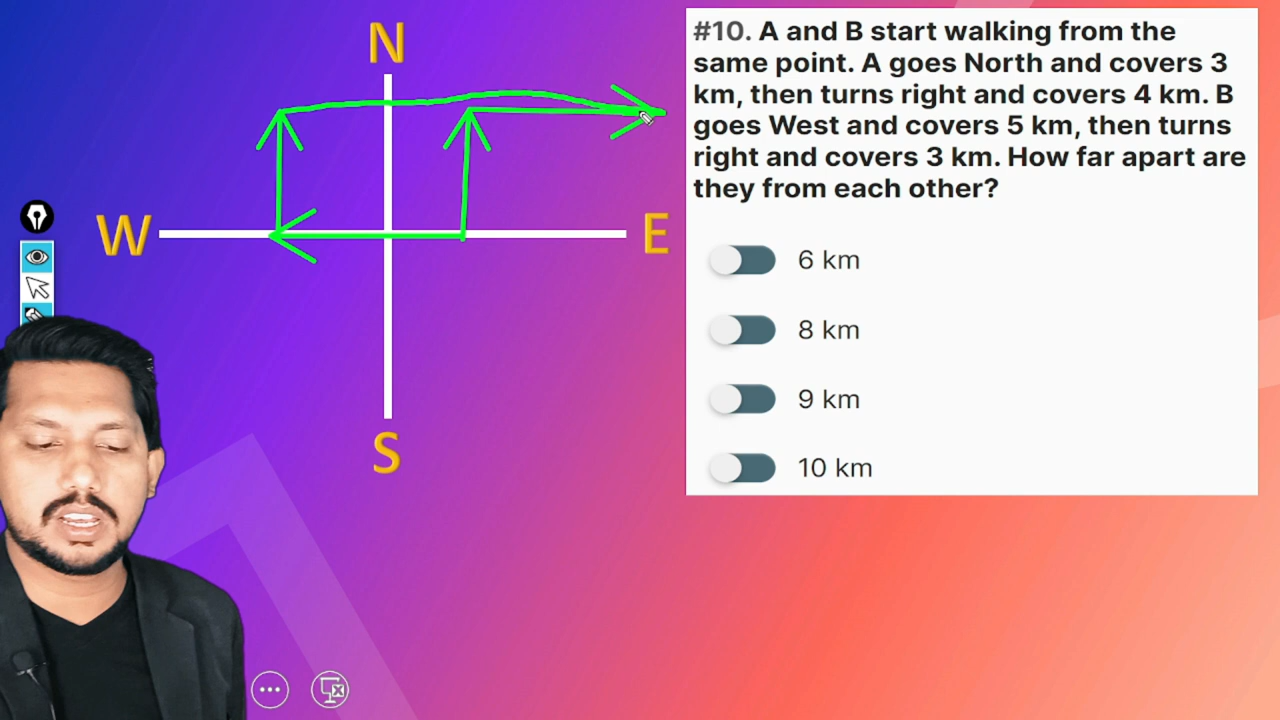 N
W
E
S
#10. A and B start walking from the
same point. A goes North and covers 3
km, then turns right and covers 4 km. B
goes West and covers 5 km, then turns
right and covers 3 km. How far apart are
they from each other?
6 km
8 km
9 km
10 km